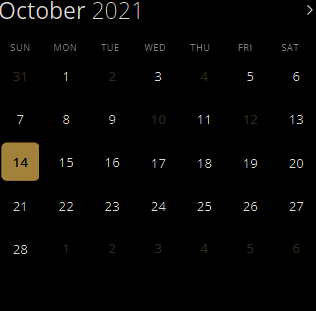 October 2021
SUN MON TUE WED THU FRI SAT
31 1 2 3 4 5 6
7 8 9 10 11 12 13
14 15 16 17 18 19 20
21 22 23 24 25 26 27
28 1 2 3 4 5 6